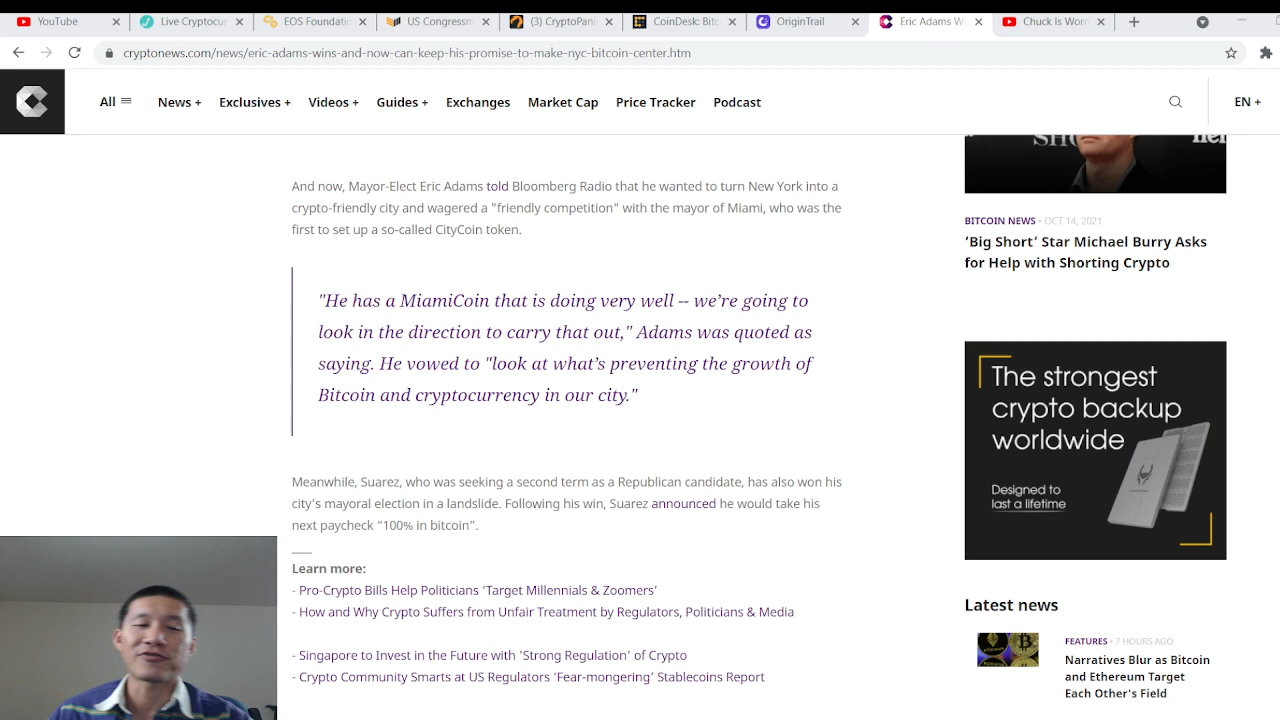 YouTube
Live Cryptocur
EOS Foundatio
US Congressm
(3) CryptoPani
CoinDesk: Bitc
OriginTrail
Eric Adams Wi
Chuck Is Worr
cryptonews.com/news/eric-adams-wins-and-now-can-keep-his-promise-to-make-nyc-bitcoin-center.htm
All News + Exclusives + Videos + Guides + Exchanges Market Cap Price Tracker Podcast EN +
And now, Mayor-Elect Eric Adams told Bloomberg Radio that he wanted to turn New York into a
crypto-friendly city and wagered a "friendly competition" with the mayor of Miami, who was the
first to set up a so-called CityCoin token.
"He has a MiamiCoin that is doing very well -- we’re going to
look in the direction to carry that out," Adams was quoted as
saying. He vowed to "look at what’s preventing the growth of
Bitcoin and cryptocurrency in our city."
Meanwhile, Suarez, who was seeking a second term as a Republican candidate, has also won his
city’s mayoral election in a landslide. Following his win, Suarez announced he would take his
next paycheck “100% in bitcoin”.
Learn more:
- Pro-Crypto Bills Help Politicians ‘Target Millennials & Zoomers’
- How and Why Crypto Suffers from Unfair Treatment by Regulators, Politicians & Media
- Singapore to Invest in the Future with 'Strong Regulation' of Crypto
- Crypto Community Smarts at US Regulators ‘Fear-mongering’ Stablecoins Report
BITCOIN NEWS • OCT 14, 2021
‘Big Short’ Star Michael Burry Asks
for Help with Shorting Crypto
The strongest
crypto backup
worldwide
Designed to
last a lifetime
Latest news
FEATURES • 7 HOURS AGO
Narratives Blur as Bitcoin
and Ethereum Target
Each Other's Field